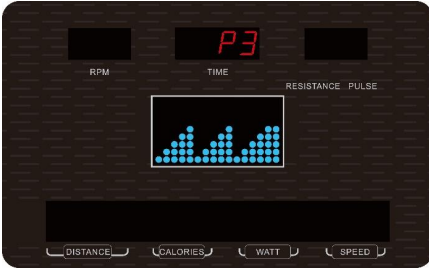 P3
RPM
TIME
RESISTANCE PULSE
DISTANCE
CALORIES
WATT
SPEED